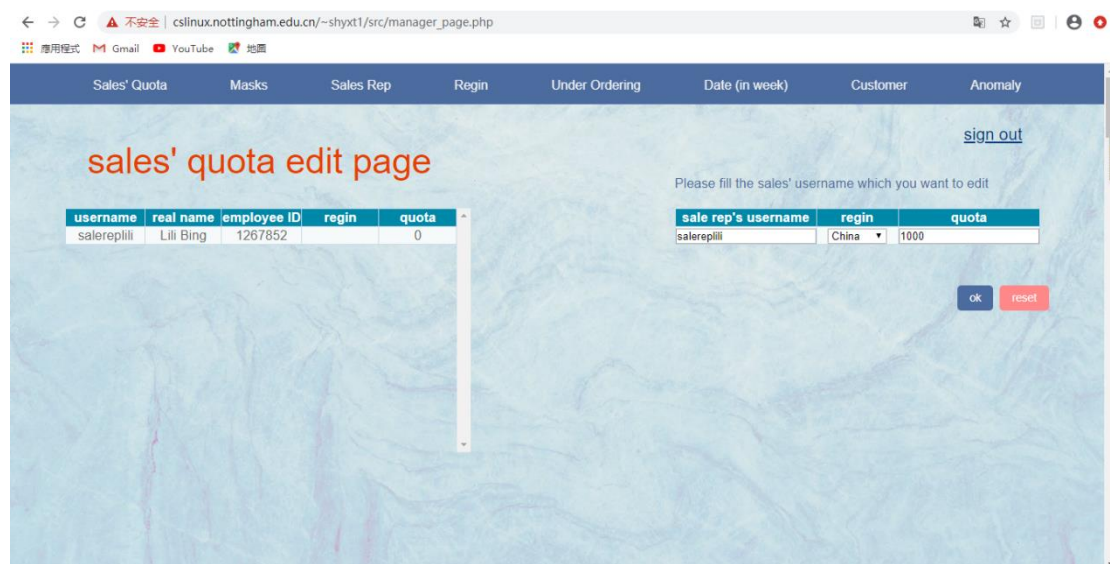 不安全 | cslinux.nottingham.edu.cn/~shyxt1/src/manager_page.php
應用程式 Gmail YouTube 地圖
Sales' Quota Masks Sales Rep Regin Under Ordering Date (in week) Customer Anomaly
sign out
sales' quota edit page
Please fill the sales' username which you want to edit
username real name employee ID regin quota
salereplili Lili Bing 1267852 0
sale rep's username regin quota
salereplili China 1000
ok reset